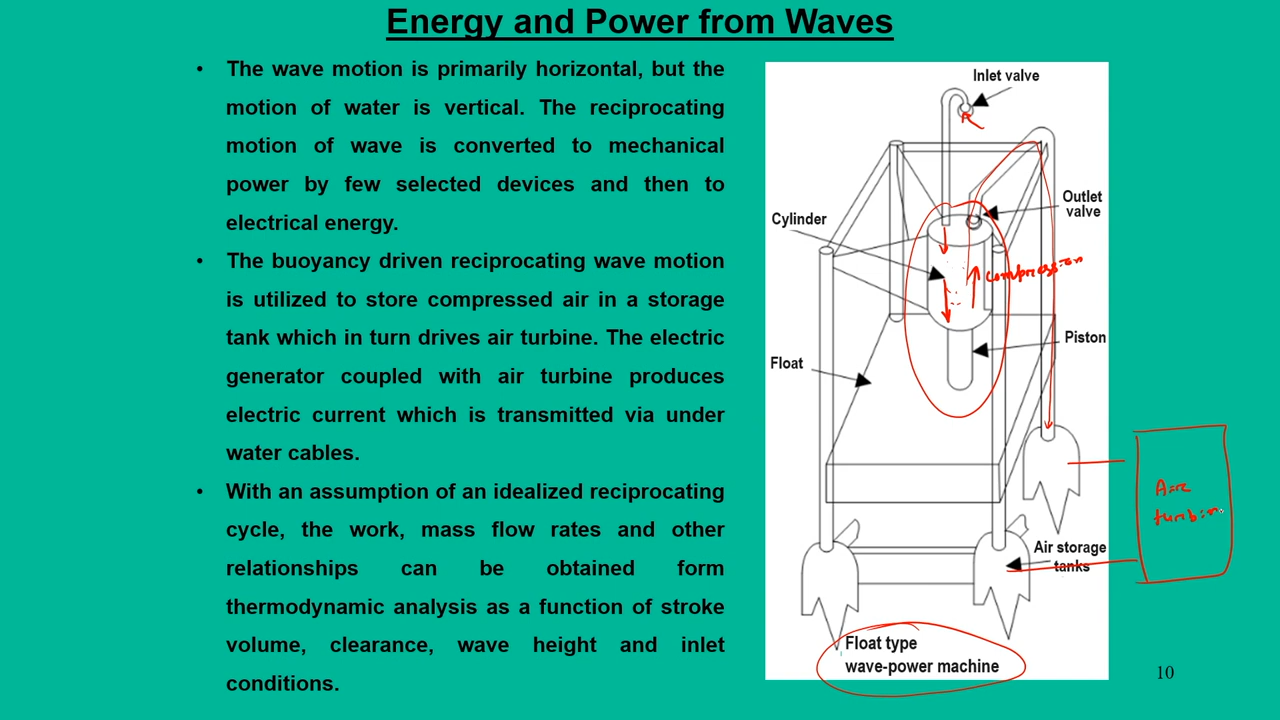 Energy and Power from Waves
• The wave motion is primarily horizontal, but the
motion of water is vertical. The reciprocating
motion of wave is converted to mechanical
power by few selected devices and then to
electrical energy.
• The buoyancy driven reciprocating wave motion
is utilized to store compressed air in a storage
tank which in turn drives air turbine. The electric
generator coupled with air turbine produces
electric current which is transmitted via under
water cables.
• With an assumption of an idealized reciprocating
cycle, the work, mass flow rates and other
relationships can be obtained form
thermodynamic analysis as a function of stroke
volume, clearance, wave height and inlet
conditions.
Inlet valve
Outlet
valve
Cylinder
compression
Piston
Float
Air
turbin
Air storage
tanks
Float type
wave-power machine
10